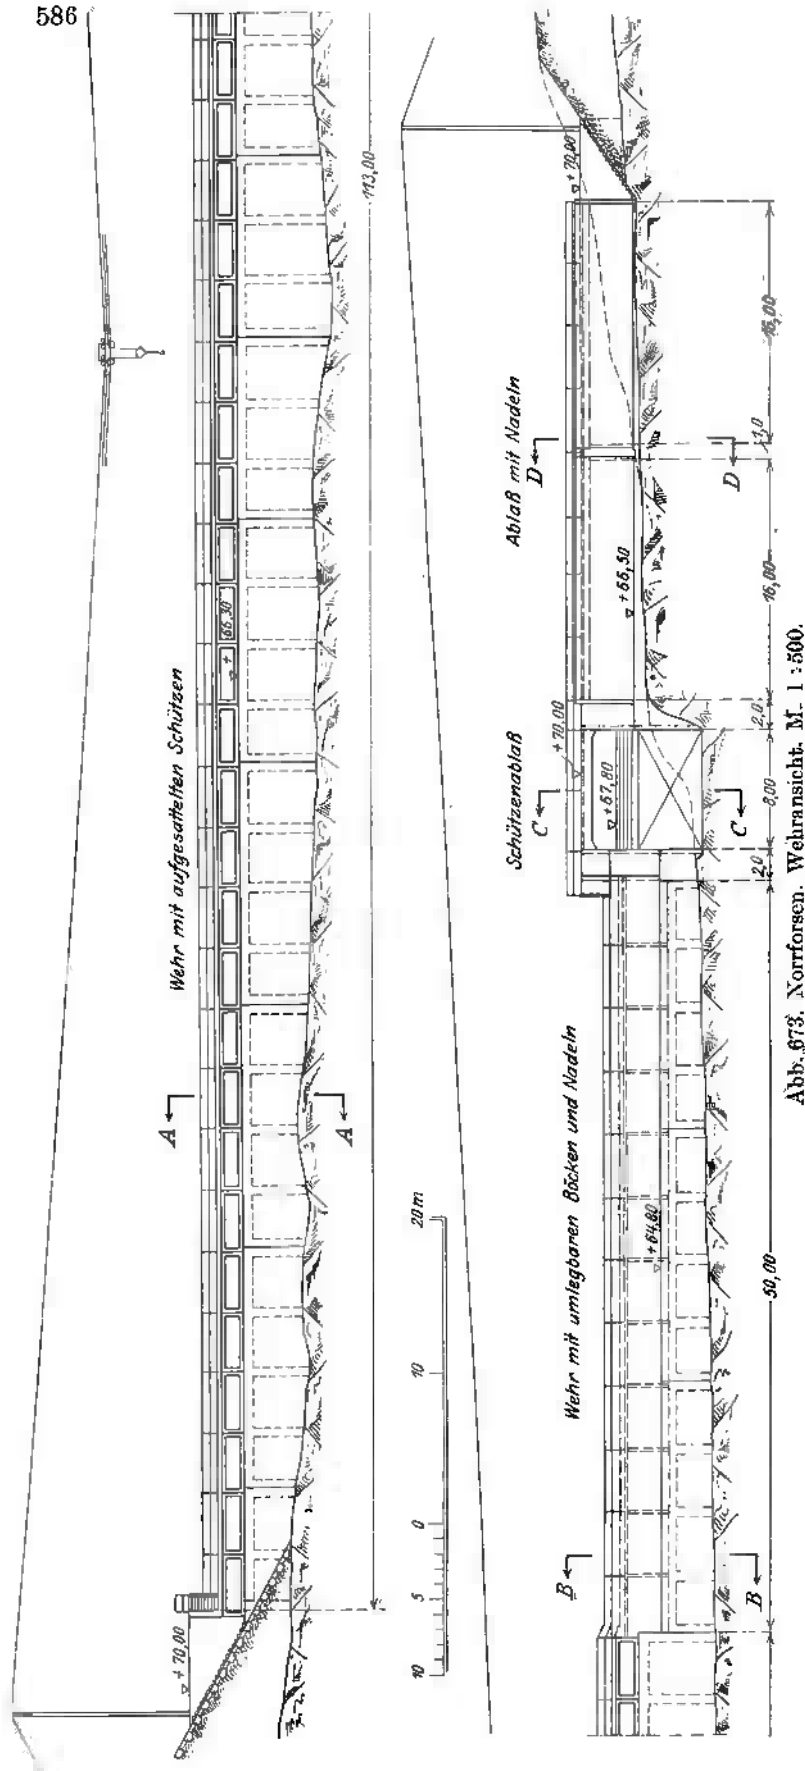 586
Wehr mit aufgesattelten Schützen
+ 70,00
A
A
+ 66,30
113,00
10
5
0
10
20 m
Wehr mit umlegbaren Böcken und Nadeln
B
B
+ 64,80
50,00
Schützenablaß
C
C
+ 70,00
+ 67,80
2,0
8,00
2,0
Ablaß mit Nadeln
D
D
+ 66,50
+ 70,00
16,00
1,0
16,00
Abb. 673. Norrforsen. Wehransicht. M. 1 : 500.